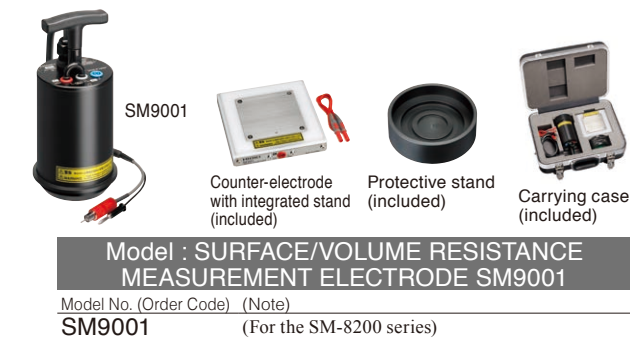 SM9001
Counter-electrode
with integrated stand
(included)
Protective stand
(included)
Carrying case
(included)
Model : SURFACE/VOLUME RESISTANCE
MEASUREMENT ELECTRODE SM9001
Model No. (Order Code) (Note)
SM9001 (For the SM-8200 series)